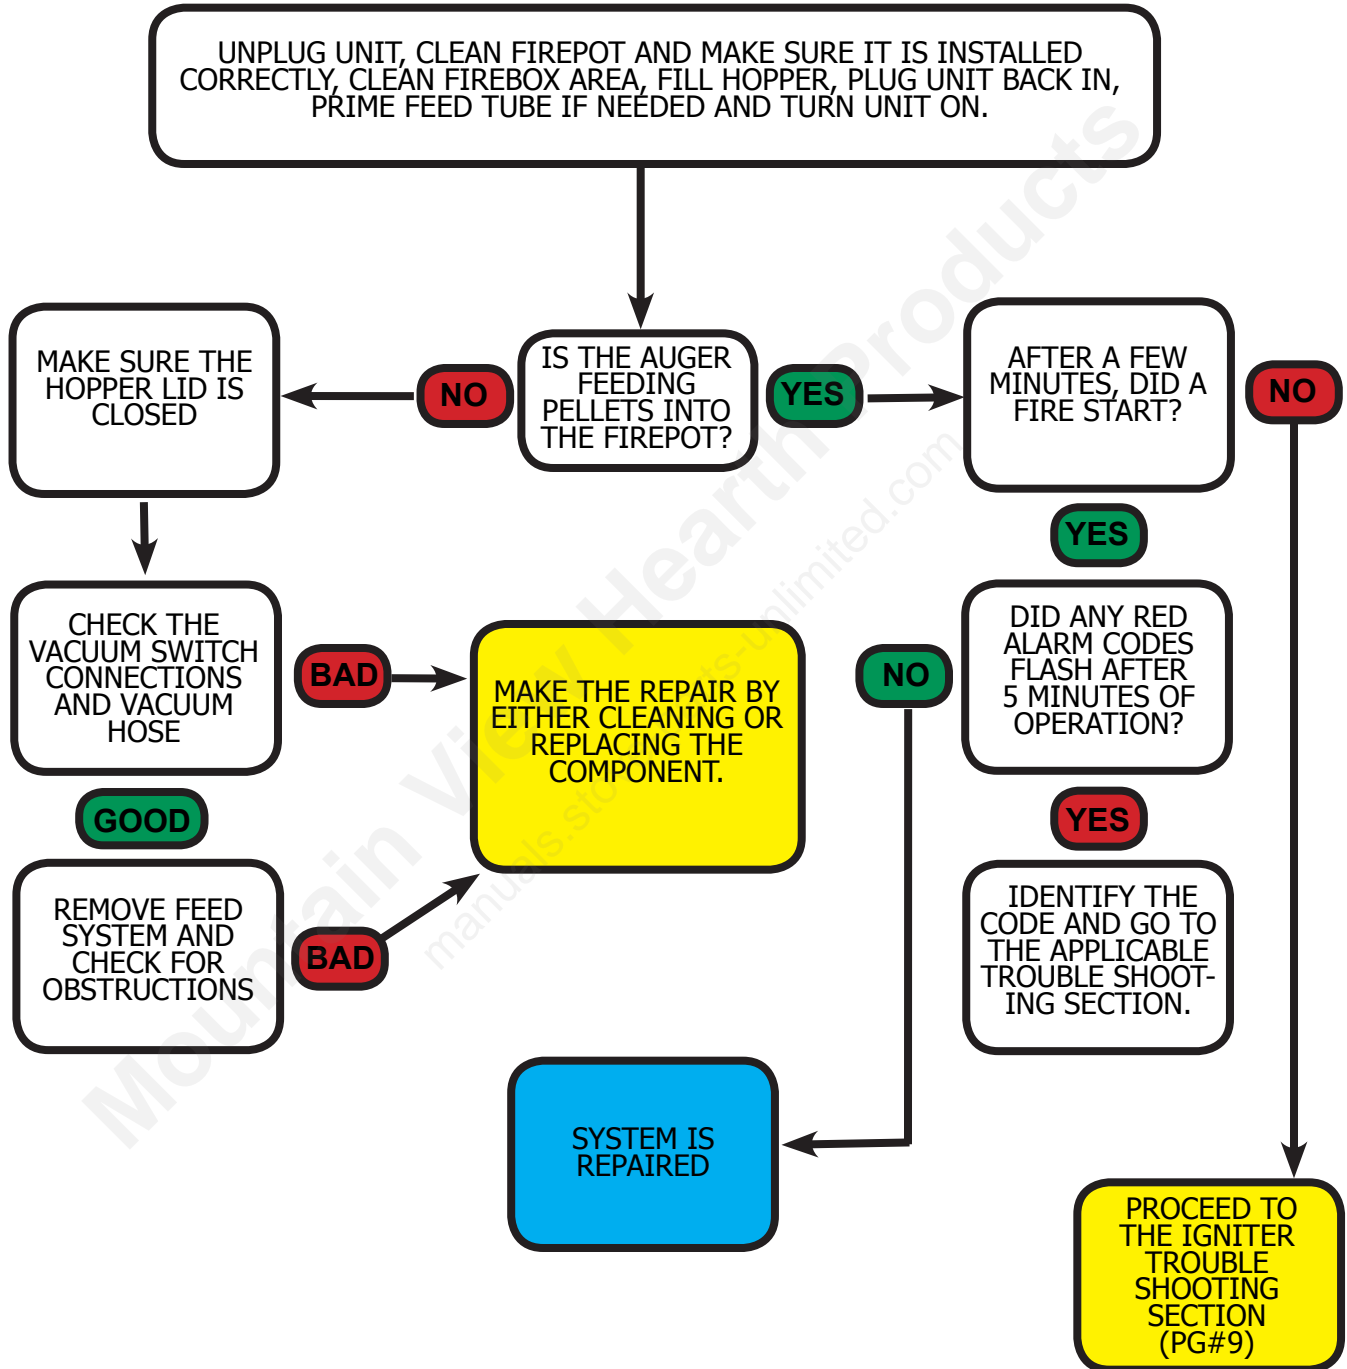 UNPLUG UNIT, CLEAN FIREPOT AND MAKE SURE IT IS INSTALLED
CORRECTLY, CLEAN FIREBOX AREA, FILL HOPPER, PLUG UNIT BACK IN,
PRIME FEED TUBE IF NEEDED AND TURN UNIT ON.
MAKE SURE THE
HOPPER LID IS
CLOSED
NO
IS THE AUGER
FEEDING
PELLETS INTO
THE FIREPOT?
YES
AFTER A FEW
MINUTES, DID A
FIRE START?
NO
YES
CHECK THE
VACUUM SWITCH
CONNECTIONS
AND VACUUM
HOSE
BAD
MAKE THE REPAIR BY
EITHER CLEANING OR
REPLACING THE
COMPONENT.
NO
DID ANY RED
ALARM CODES
FLASH AFTER
5 MINUTES OF
OPERATION?
GOOD
YES
REMOVE FEED
SYSTEM AND
CHECK FOR
OBSTRUCTIONS
BAD
IDENTIFY THE
CODE AND GO TO
THE APPLICABLE
TROUBLE SHOOT-
ING SECTION.
SYSTEM IS
REPAIRED
PROCEED TO
THE IGNITER
TROUBLE
SHOOTING
SECTION
(PG#9)
Mountain View Hearth Products